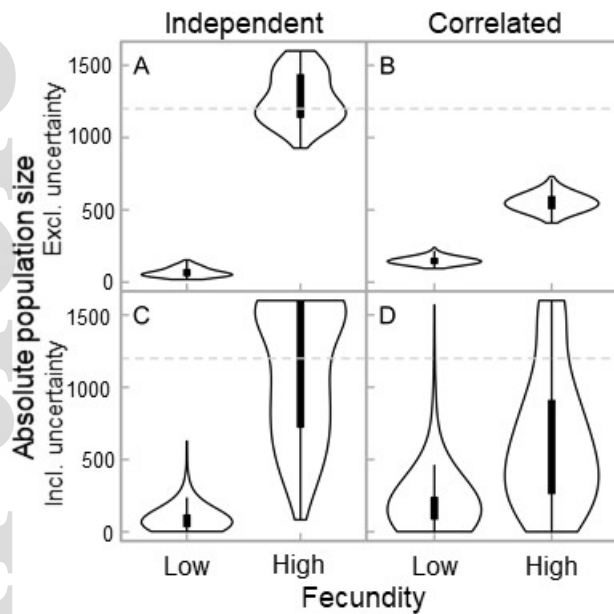 Independent Correlated
Absolute population size
Excl. uncertainty
Incl. uncertainty
A B
1500
1000
500
0
C D
1500
1000
500
0
Low High Low High
Fecundity